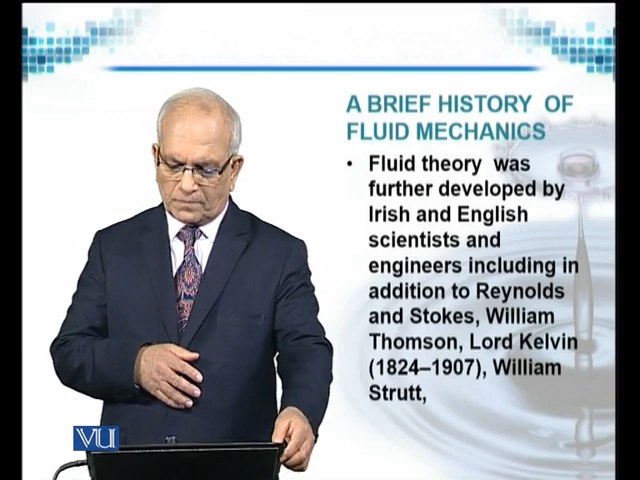 A BRIEF HISTORY OF
FLUID MECHANICS
• Fluid theory was
further developed by
Irish and English
scientists and
engineers including in
addition to Reynolds
and Stokes, William
Thomson, Lord Kelvin
(1824–1907), William
Strutt,
VU